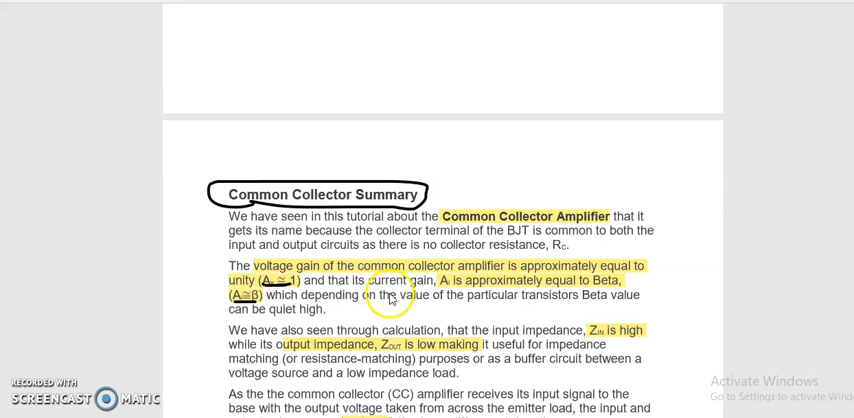 Common Collector Summary
We have seen in this tutorial about the Common Collector Amplifier that it
gets its name because the collector terminal of the BJT is common to both the
input and output circuits as there is no collector resistance, RC.
The voltage gain of the common collector amplifier is approximately equal to
unity (Av ≅ 1) and that its current gain, Ai is approximately equal to Beta,
(Ai≅β) which depending on the value of the particular transistors Beta value
can be quiet high.
We have also seen through calculation, that the input impedance, ZIN is high
while its output impedance, ZOUT is low making it useful for impedance
matching (or resistance-matching) purposes or as a buffer circuit between a
voltage source and a low impedance load.
As the the common collector (CC) amplifier receives its input signal to the
base with the output voltage taken from across the emitter load, the input and
RECORDED WITH
SCREENCAST MATIC
Activate Windows
Go to Settings to activate Windo